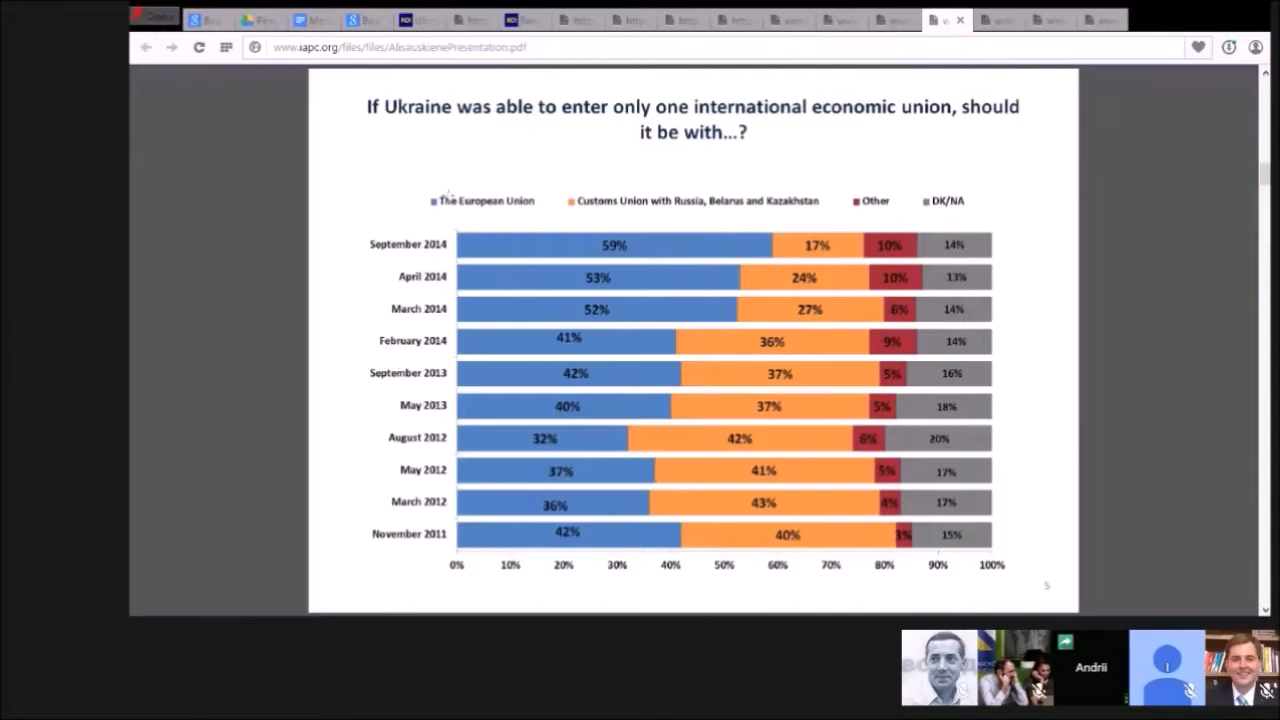 www.iapc.org/files/files/AlisauskienePresentation.pdf
If Ukraine was able to enter only one international economic union, should
it be with...?
The European Union Customs Union with Russia, Belarus and Kazakhstan Other DK/NA
September 2014 59% 17% 10% 14%
April 2014 53% 24% 10% 13%
March 2014 52% 27% 6% 14%
February 2014 41% 36% 9% 14%
September 2013 42% 37% 5% 16%
May 2013 40% 37% 5% 18%
August 2012 32% 42% 6% 20%
May 2012 37% 41% 5% 17%
March 2012 36% 43% 4% 17%
November 2011 42% 40% 3% 15%
0% 10% 20% 30% 40% 50% 60% 70% 80% 90% 100%
5
Andrii